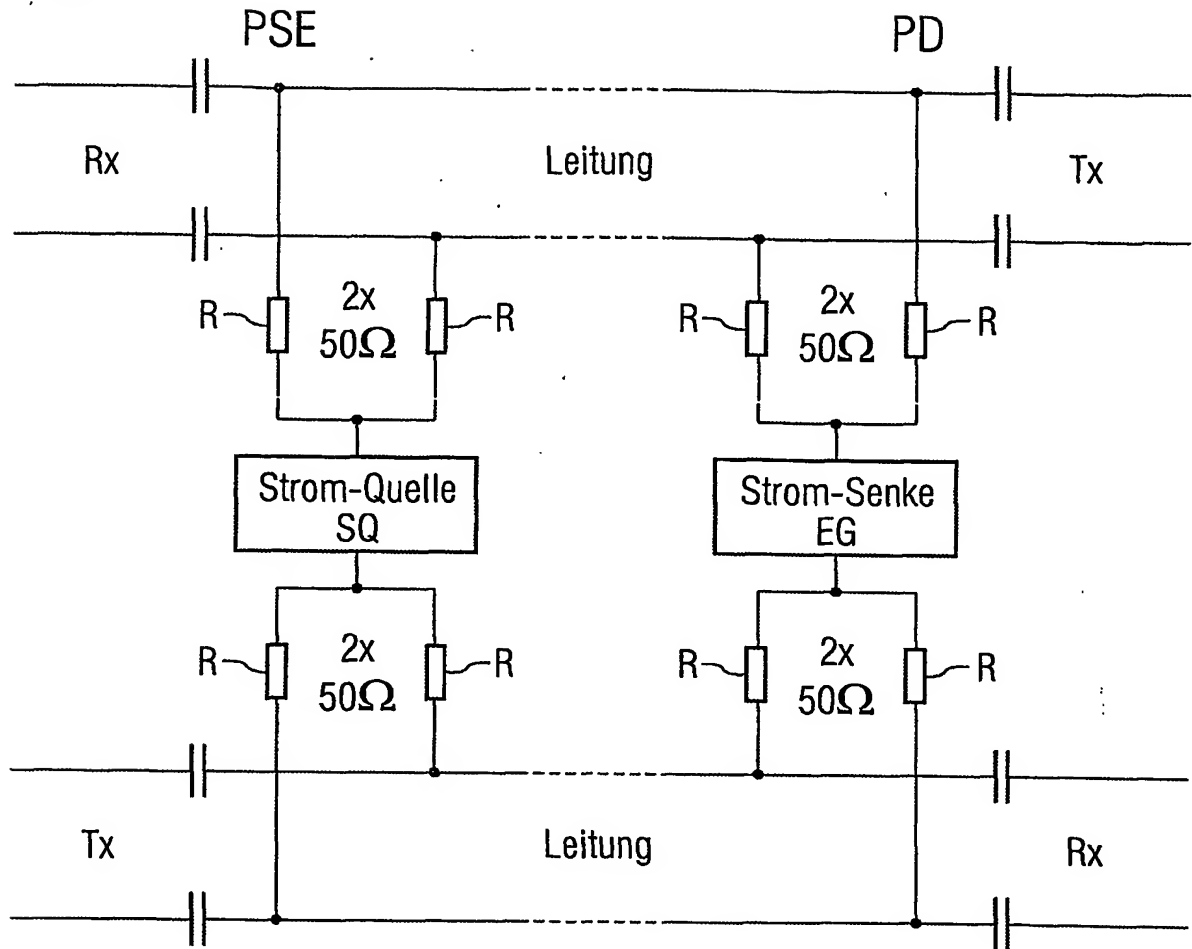 PSE
PD
Rx
Leitung
Tx
R
2x
50Ω
R
R
2x
50Ω
R
Strom-Quelle
SQ
Strom-Senke
EG
R
2x
50Ω
R
R
2x
50Ω
R
Tx
Leitung
Rx